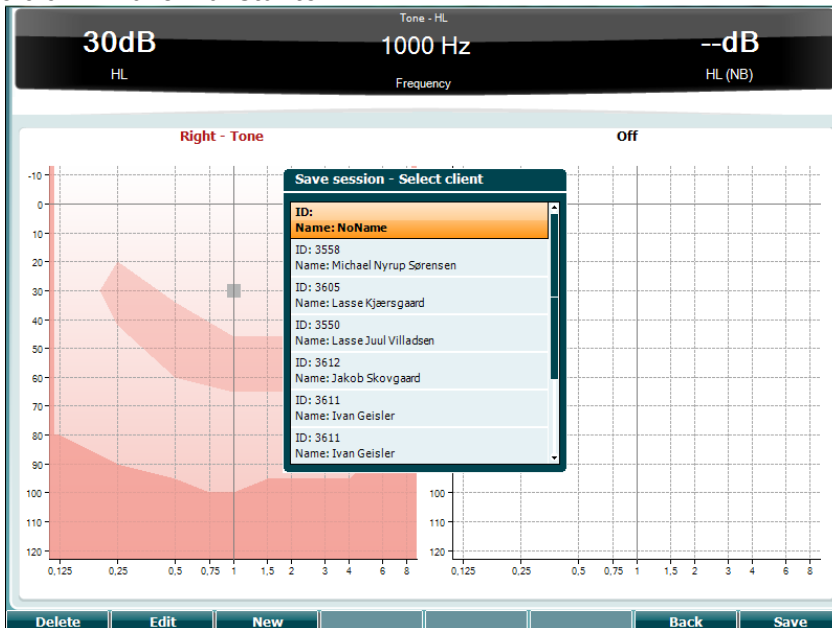 Tone - HL
30dB
1000 Hz
--dB
HL
Frequency
HL (NB)
Right - Tone
Off
Save session - Select client
ID:
Name: NoName
ID: 3558
Name: Michael Nyrup Sørensen
ID: 3605
Name: Lasse Kjærsgaard
ID: 3550
Name: Lasse Juul Villadsen
ID: 3612
Name: Jakob Skovgaard
ID: 3611
Name: Ivan Geisler
ID: 3611
Name: Ivan Geisler
-10
0
10
20
30
40
50
60
70
80
90
100
110
120
0,125 0,25 0,5 0,75 1 1,5 2 3 4 6 8
100
110
120
0,125 0,25 0,5 0,75 1 1,5 2 3 4 6 8
Delete Edit New Back Save